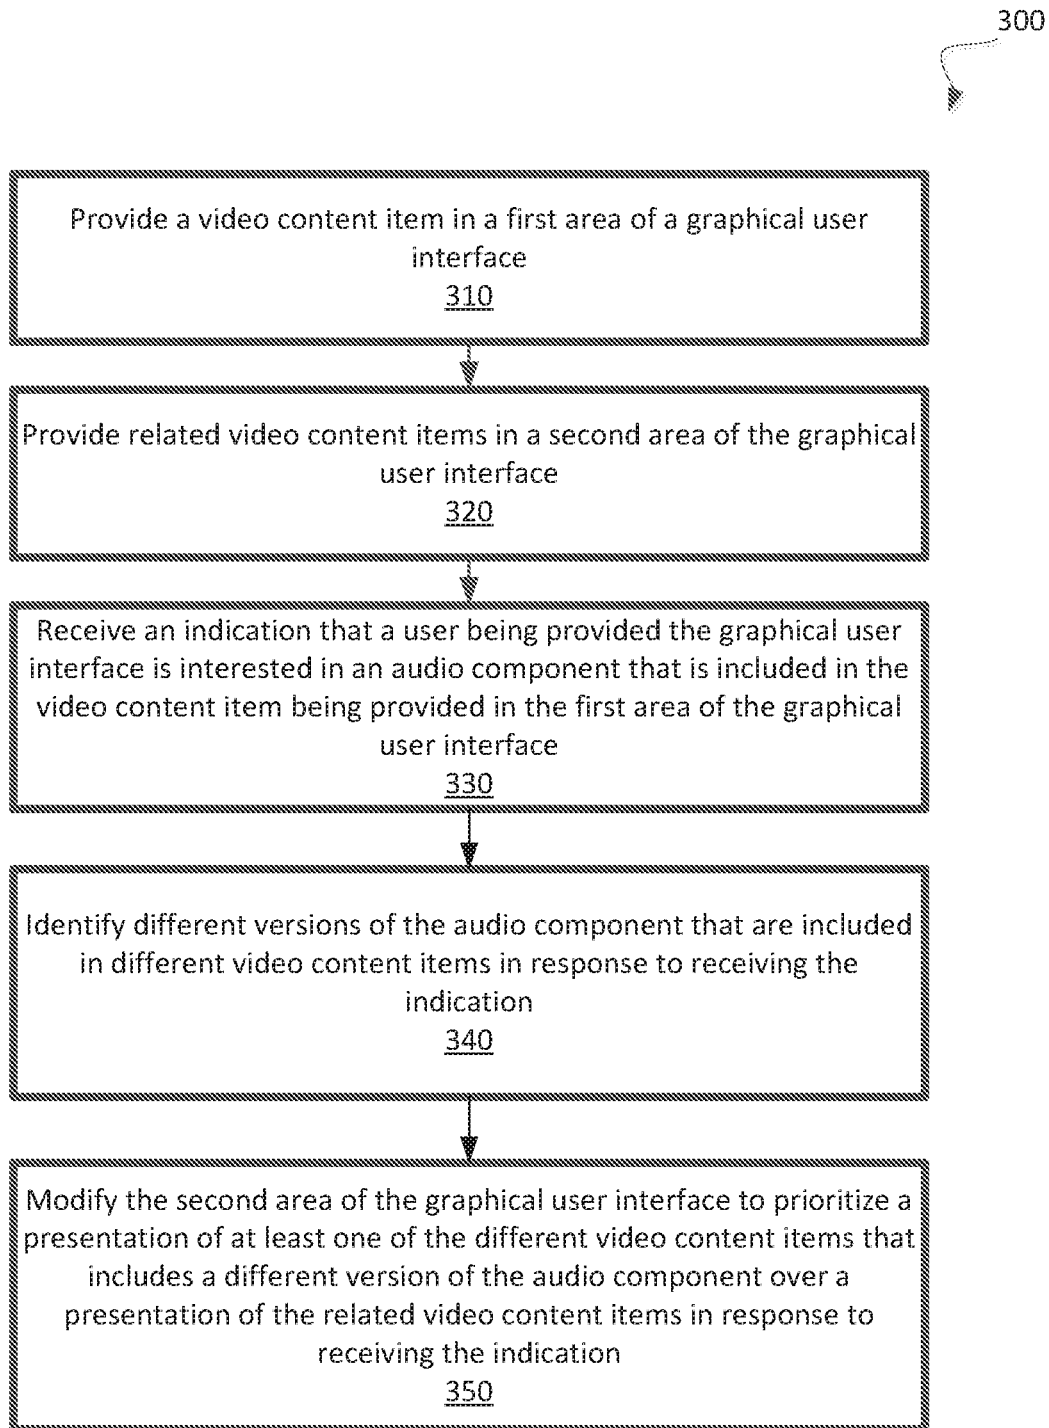 300
Provide a video content item in a first area of a graphical user
interface
310
Provide related video content items in a second area of the graphical
user interface
320
Receive an indication that a user being provided the graphical user
interface is interested in an audio component that is included in the
video content item being provided in the first area of the graphical
user interface
330
Identify different versions of the audio component that are included
in different video content items in response to receiving the
indication
340
Modify the second area of the graphical user interface to prioritize a
presentation of at least one of the different video content items that
includes a different version of the audio component over a
presentation of the related video content items in response to
receiving the indication
350